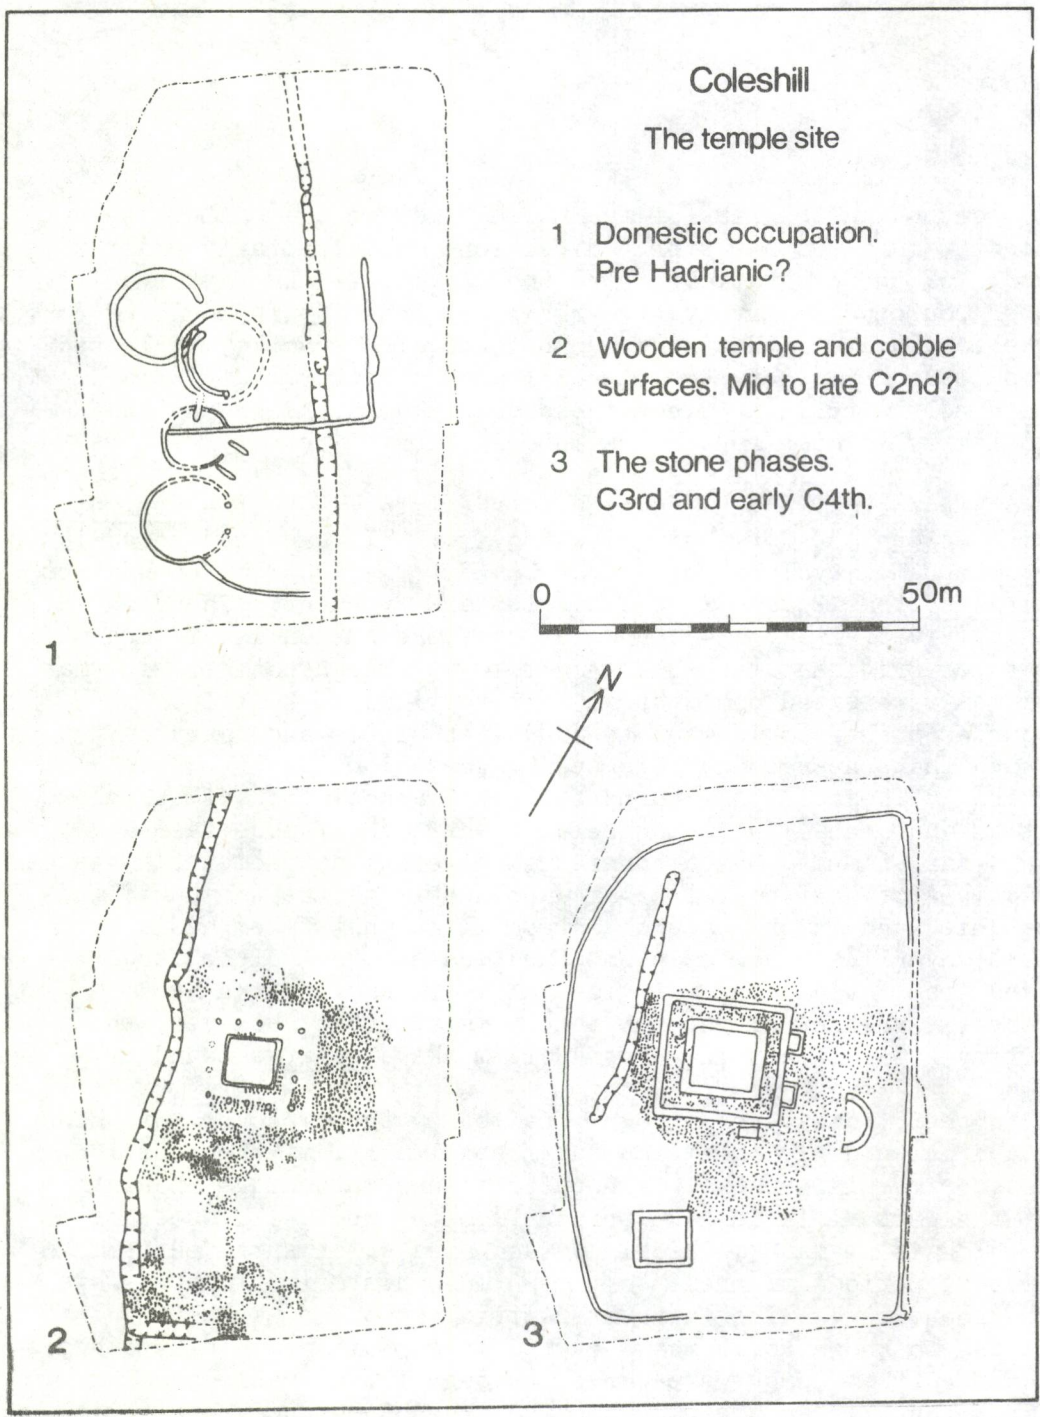 Coleshill
The temple site
1 Domestic occupation.
Pre Hadrianic?
2 Wooden temple and cobble
surfaces. Mid to late C2nd?
3 The stone phases.
C3rd and early C4th.
0 50m
1
N
2
3